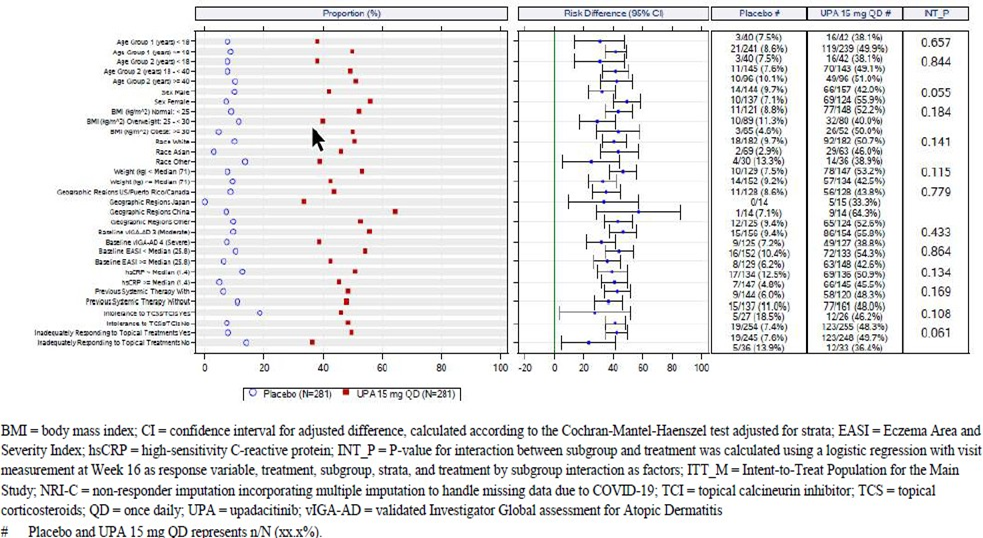 Proportion (%) Risk Difference (95% CI) Placebo # UPA 15 mg QD # INT_P
Age Group 1 (years) < 18 3/40 (7.5%) 16/42 (38.1%) 0.657
Age Group 1 (years) >= 18 21/241 (8.6%) 119/239 (49.9%)
Age Group 2 (years) < 18 3/40 (7.5%) 16/42 (38.1%) 0.844
Age Group 2 (years) 18 - < 40 11/145 (7.6%) 70/143 (49.1%)
Age Group 2 (years) >= 40 10/96 (10.1%) 49/96 (51.0%)
Sex Male 14/144 (9.7%) 66/157 (42.0%) 0.055
Sex Female 10/137 (7.1%) 69/124 (55.9%)
BMI (kg/m^2) Normal: < 25 11/121 (8.8%) 77/148 (52.2%) 0.184
BMI (kg/m^2) Overweight: 25 - < 30 10/89 (11.3%) 32/80 (40.0%)
BMI (kg/m^2) Obese: >= 30 3/65 (4.6%) 26/52 (50.0%)
Race White 18/182 (9.7%) 92/182 (50.7%) 0.141
Race Asian 2/69 (2.9%) 29/63 (46.0%)
Race Other 4/30 (13.3%) 14/36 (38.9%)
Weight (kg) < Median (71) 10/129 (7.5%) 78/147 (53.2%) 0.115
Weight (kg) >= Median (71) 14/152 (9.2%) 57/134 (42.5%)
Geographic Regions US/Puerto Rico/Canada 11/128 (8.6%) 56/128 (43.8%) 0.779
Geographic Regions Japan 0/14 5/15 (33.3%)
Geographic Regions China 1/14 (7.1%) 9/14 (64.3%)
Geographic Regions Other 12/125 (9.4%) 65/124 (52.6%)
Baseline vIGA-AD 3 (Moderate) 15/156 (9.4%) 86/154 (55.8%) 0.433
Baseline vIGA-AD 4 (Severe) 9/125 (7.2%) 49/127 (38.8%)
Baseline EASI < Median (25.8) 16/152 (10.4%) 72/133 (54.3%) 0.864
Baseline EASI >= Median (25.8) 8/129 (6.2%) 63/148 (42.6%)
hsCRP < Median (1.4) 17/134 (12.5%) 69/136 (50.9%) 0.134
hsCRP >= Median (1.4) 7/147 (4.8%) 66/145 (45.5%)
Previous Systemic Therapy With 9/144 (6.0%) 58/120 (48.3%) 0.169
Previous Systemic Therapy Without 15/137 (11.0%) 77/161 (48.0%)
Intolerance to TCSs/TCIs Yes 5/27 (18.5%) 12/26 (46.2%) 0.108
Intolerance to TCSs/TCIs No 19/254 (7.4%) 123/255 (48.3%)
Inadequately Responding to Topical Treatments Yes 19/245 (7.6%) 123/248 (49.7%) 0.061
Inadequately Responding to Topical Treatments No 5/36 (13.9%) 12/33 (36.4%)
0 20 40 60 80 100 -20 0 20 40 60 80 100
Placebo (N=281) UPA 15 mg QD (N=281)
BMI = body mass index; CI = confidence interval for adjusted difference, calculated according to the Cochran-Mantel-Haenszel test adjusted for strata; EASI = Eczema Area and
Severity Index; hsCRP = high-sensitivity C-reactive protein; INT_P = P-value for interaction between subgroup and treatment was calculated using a logistic regression with visit
measurement at Week 16 as response variable, treatment, subgroup, strata, and treatment by subgroup interaction as factors; ITT_M = Intent-to-Treat Population for the Main
Study; NRI-C = non-responder imputation incorporating multiple imputation to handle missing data due to COVID-19; TCI = topical calcineurin inhibitor; TCS = topical
corticosteroids; QD = once daily; UPA = upadacitinib; vIGA-AD = validated Investigator Global assessment for Atopic Dermatitis
# Placebo and UPA 15 mg QD represents n/N (xx.x%).